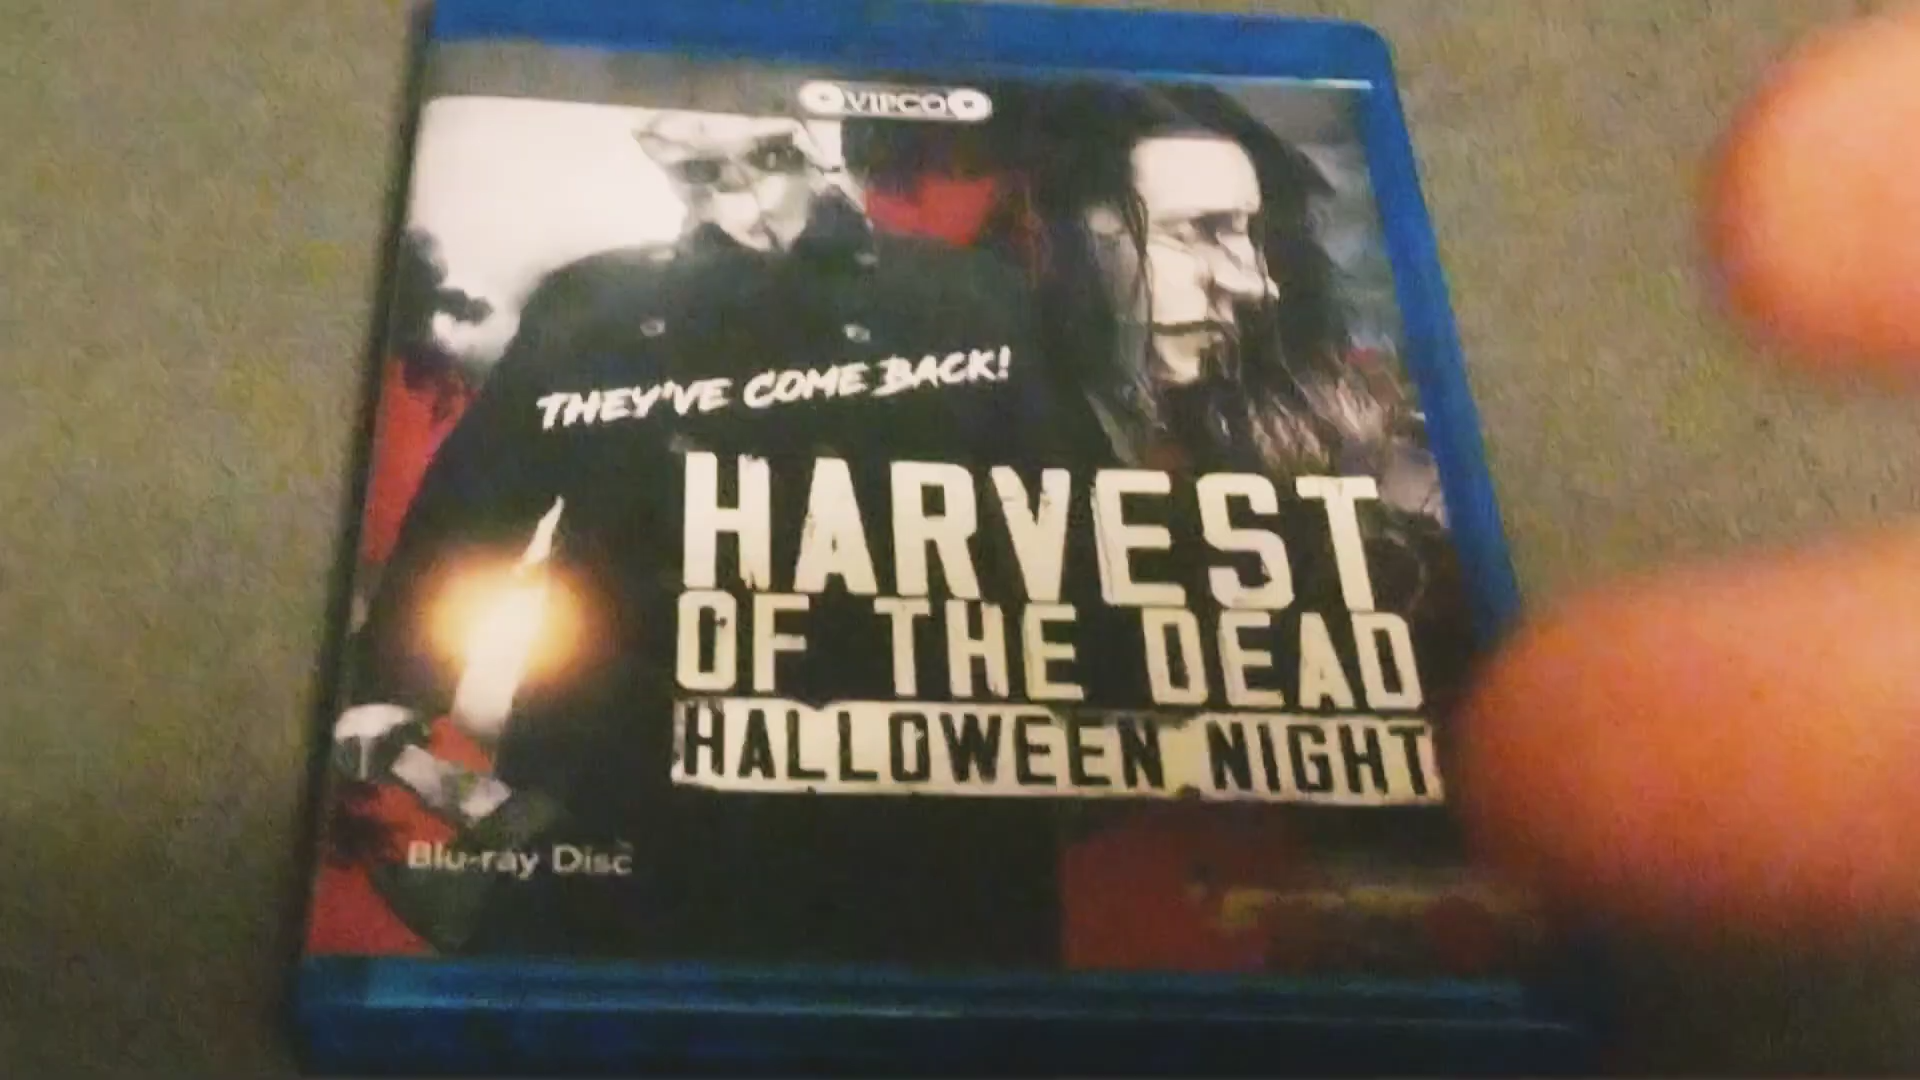 VIPCO
THEY'VE COME BACK!
HARVEST
OF THE DEAD
HALLOWEEN NIGHT
Blu-ray Disc